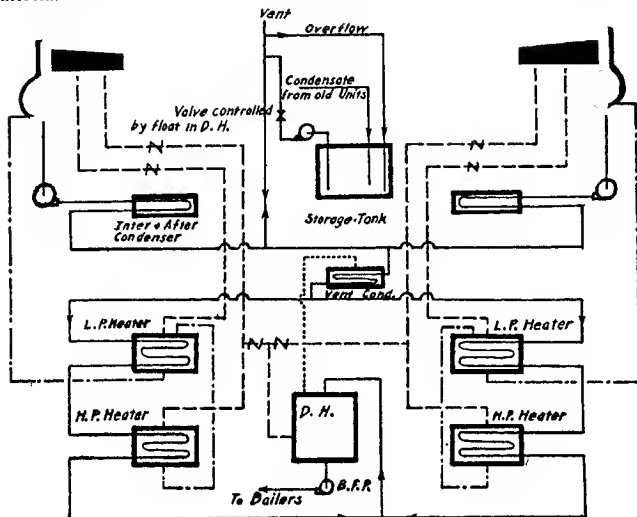 Vent
Overflow
Condensate
from old Units
Valve controlled
by float in D. H.
Inter & After
Condenser
Storage-Tank
Vent Cond.
L.P. Heater
L.P. Heater
H.P. Heater
D. H.
H.P. Heater
B.F.P.
To Boilers